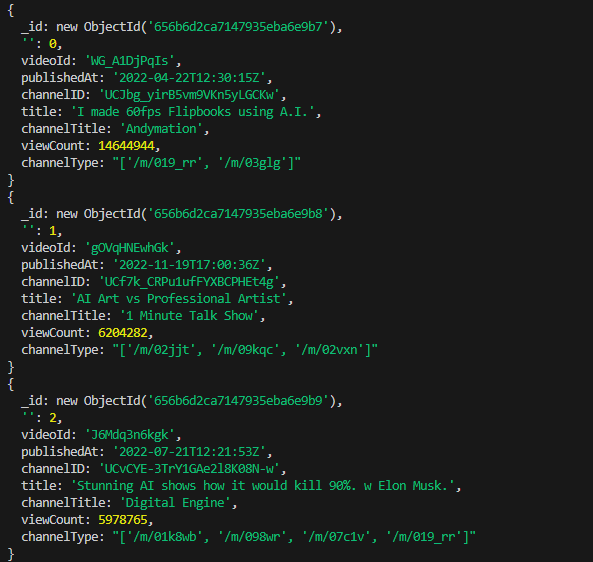 {
  _id: new ObjectId('656b6d2ca7147935eba6e9b7'),
  '': 0,
  videoId: 'WG_A1DjPqIs',
  publishedAt: '2022-04-22T12:30:15Z',
  channelID: 'UCJbg_yirB5vm9VKn5yLGCKw',
  title: 'I made 60fps Flipbooks using A.I.',
  channelTitle: 'Andymation',
  viewCount: 14644944,
  channelType: "['/m/019_rr', '/m/03glg']"
}
{
  _id: new ObjectId('656b6d2ca7147935eba6e9b8'),
  '': 1,
  videoId: 'gOVqHNEwhGk',
  publishedAt: '2022-11-19T17:00:36Z',
  channelID: 'UCf7k_CRPu1ufFYXBCPHEt4g',
  title: 'AI Art vs Professional Artist',
  channelTitle: '1 Minute Talk Show',
  viewCount: 6204282,
  channelType: "['/m/02jjt', '/m/09kqc', '/m/02vxn']"
}
{
  _id: new ObjectId('656b6d2ca7147935eba6e9b9'),
  '': 2,
  videoId: 'J6Mdq3n6kgk',
  publishedAt: '2022-07-21T12:21:53Z',
  channelID: 'UCvCYE-3TrY1GAe2l8K08N-w',
  title: 'Stunning AI shows how it would kill 90%. w Elon Musk.',
  channelTitle: 'Digital Engine',
  viewCount: 5978765,
  channelType: "['/m/01k8wb', '/m/098wr', '/m/07c1v', '/m/019_rr']"
}